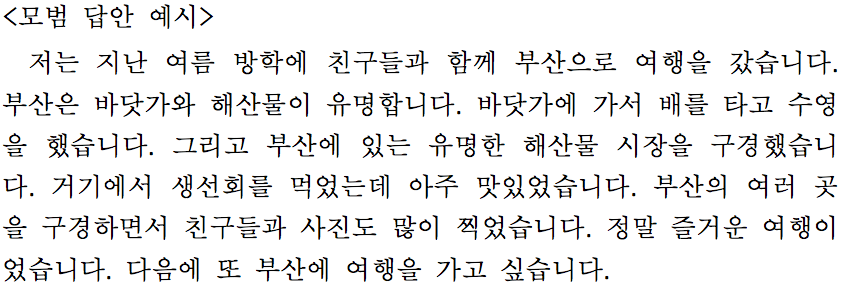 <모범 답안 예시>
저는 지난 여름 방학에 친구들과 함께 부산으로 여행을 갔습니다.
부산은 바닷가와 해산물이 유명합니다. 바닷가에 가서 배를 타고 수영
을 했습니다. 그리고 부산에 있는 유명한 해산물 시장을 구경했습니
다. 거기에서 생선회를 먹었는데 아주 맛있었습니다. 부산의 여러 곳
을 구경하면서 친구들과 사진도 많이 찍었습니다. 정말 즐거운 여행이
었습니다. 다음에 또 부산에 여행을 가고 싶습니다.